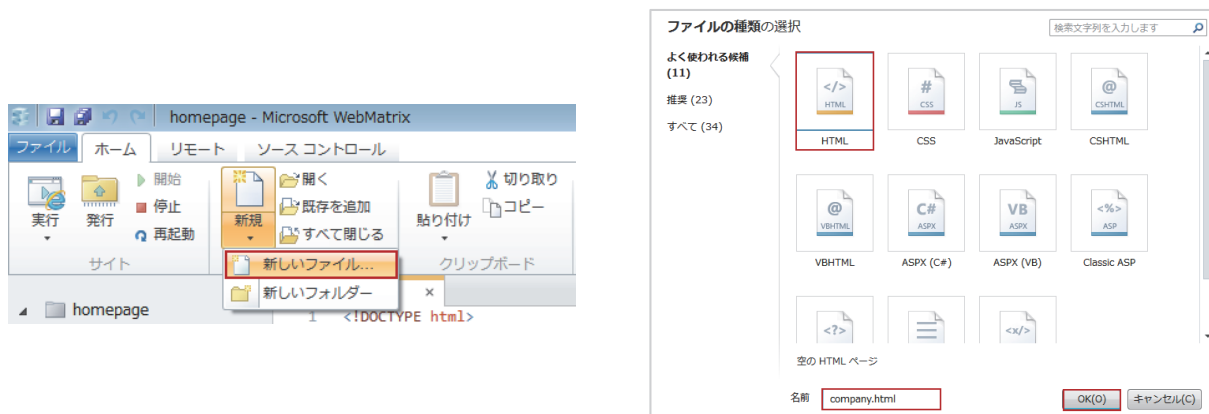 homepage - Microsoft WebMatrix
ファイル ホーム リモート ソース コントロール
実行
発行
開始
停止
再起動
サイト
新規
開く
既存を追加
すべて閉じる
新しいファイル...
新しいフォルダー
貼り付け
切り取り
コピー
クリップボード
homepage
1 <!DOCTYPE html>
ファイルの種類の選択
検索文字列を入力します
よく使われる候補
(11)
推奨 (23)
すべて (34)
</>
HTML
HTML
#
CSS
CSS
JS
JavaScript
@
CSHTML
CSHTML
@
VBHTML
VBHTML
C#
ASPX
ASPX (C#)
VB
ASPX
ASPX (VB)
<%>
ASP
Classic ASP
<?>
<x/>
空の HTML ページ
名前 company.html
OK(O) キャンセル(C)